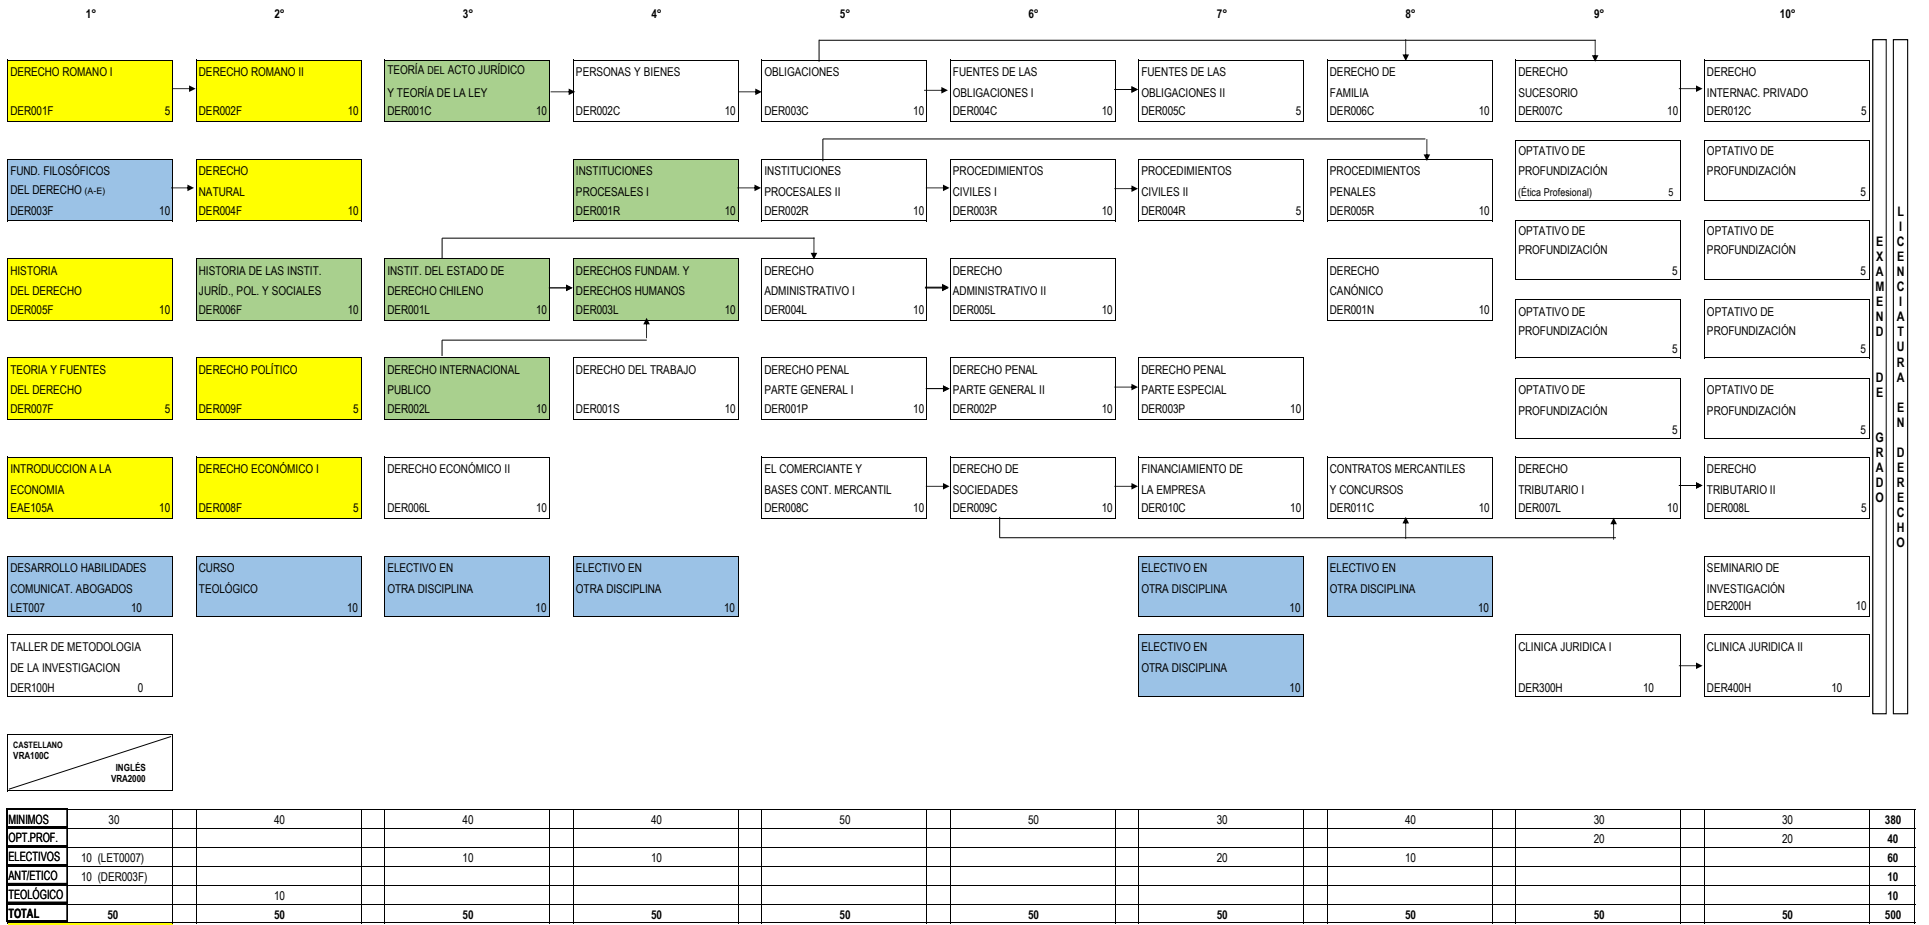 1° 2° 3° 4° 5° 6° 7° 8° 9° 10°
DERECHO ROMANO I
DER001F 5
DERECHO ROMANO II
DER002F 10
TEORÍA DEL ACTO JURÍDICO
Y TEORÍA DE LA LEY
DER001C 10
PERSONAS Y BIENES
DER002C 10
OBLIGACIONES
DER003C 10
FUENTES DE LAS
OBLIGACIONES I
DER004C 10
FUENTES DE LAS
OBLIGACIONES II
DER005C 5
DERECHO DE
FAMILIA
DER006C 10
DERECHO
SUCESORIO
DER007C 10
DERECHO
INTERNAC. PRIVADO
DER012C 5
FUND. FILOSÓFICOS
DEL DERECHO (A-E)
DER003F 10
DERECHO
NATURAL
DER004F 10
INSTITUCIONES
PROCESALES I
DER001R 10
INSTITUCIONES
PROCESALES II
DER002R 10
PROCEDIMIENTOS
CIVILES I
DER003R 10
PROCEDIMIENTOS
CIVILES II
DER004R 5
PROCEDIMIENTOS
PENALES
DER005R 10
OPTATIVO DE
PROFUNDIZACIÓN
(Ética Profesional) 5
OPTATIVO DE
PROFUNDIZACIÓN
5
OPTATIVO DE
PROFUNDIZACIÓN
5
OPTATIVO DE
PROFUNDIZACIÓN
5
HISTORIA
DEL DERECHO
DER005F 10
HISTORIA DE LAS INSTIT.
JURÍD., POL. Y SOCIALES
DER006F 10
INSTIT. DEL ESTADO DE
DERECHO CHILENO
DER001L 10
DERECHOS FUNDAM. Y
DERECHOS HUMANOS
DER003L 10
DERECHO
ADMINISTRATIVO I
DER004L 10
DERECHO
ADMINISTRATIVO II
DER005L 10
DERECHO
CANÓNICO
DER001N 10
OPTATIVO DE
PROFUNDIZACIÓN
5
OPTATIVO DE
PROFUNDIZACIÓN
5
TEORIA Y FUENTES
DEL DERECHO
DER007F 5
DERECHO POLÍTICO
DER009F 5
DERECHO INTERNACIONAL
PUBLICO
DER002L 10
DERECHO DEL TRABAJO
DER001S 10
DERECHO PENAL
PARTE GENERAL I
DER001P 10
DERECHO PENAL
PARTE GENERAL II
DER002P 10
DERECHO PENAL
PARTE ESPECIAL
DER003P 10
OPTATIVO DE
PROFUNDIZACIÓN
5
OPTATIVO DE
PROFUNDIZACIÓN
5
INTRODUCCION A LA
ECONOMIA
EAE105A 10
DERECHO ECONÓMICO I
DER008F 5
DERECHO ECONÓMICO II
DER006L 10
EL COMERCIANTE Y
BASES CONT. MERCANTIL
DER008C 10
DERECHO DE
SOCIEDADES
DER009C 10
FINANCIAMIENTO DE
LA EMPRESA
DER010C 10
CONTRATOS MERCANTILES
Y CONCURSOS
DER011C 10
DERECHO
TRIBUTARIO I
DER007L 10
DERECHO
TRIBUTARIO II
DER008L 5
DESARROLLO HABILIDADES
COMUNICAT. ABOGADOS
LET007 10
CURSO
TEOLÓGICO
10
ELECTIVO EN
OTRA DISCIPLINA
10
ELECTIVO EN
OTRA DISCIPLINA
10
ELECTIVO EN
OTRA DISCIPLINA
10
ELECTIVO EN
OTRA DISCIPLINA
10
SEMINARIO DE
INVESTIGACIÓN
DER200H 10
TALLER DE METODOLOGIA
DE LA INVESTIGACION
DER100H 0
ELECTIVO EN
OTRA DISCIPLINA
10
CLINICA JURIDICA I
DER300H 10
CLINICA JURIDICA II
DER400H 10
EXAMEND DE GRADO
LICENCIATURA EN DERECHO
CASTELLANO
VRA100C
INGLÉS
VRA2000
MINIMOS 30 40 40 40 50 50 30 40 30 30 380
OPT.PROF. 20 20 40
ELECTIVOS 10 (LET0007) 10 10 20 10 60
ANT/ETICO 10 (DER003F) 10
TEOLÓGICO 10 10
TOTAL 50 50 50 50 50 50 50 50 50 50 500